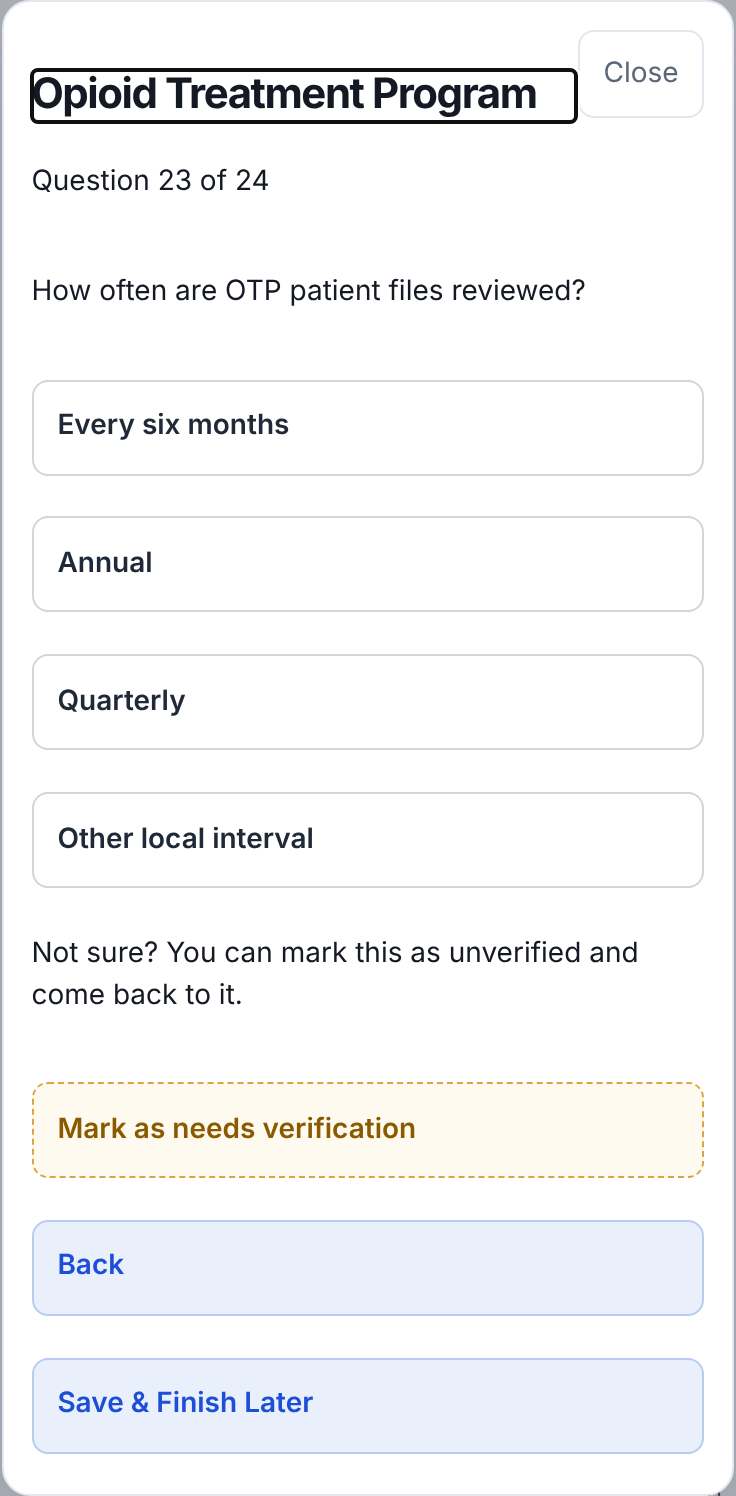 Opioid Treatment Program
Close
Question 23 of 24
How often are OTP patient files reviewed?
Every six months
Annual
Quarterly
Other local interval
Not sure? You can mark this as unverified and
come back to it.
Mark as needs verification
Back
Save & Finish Later